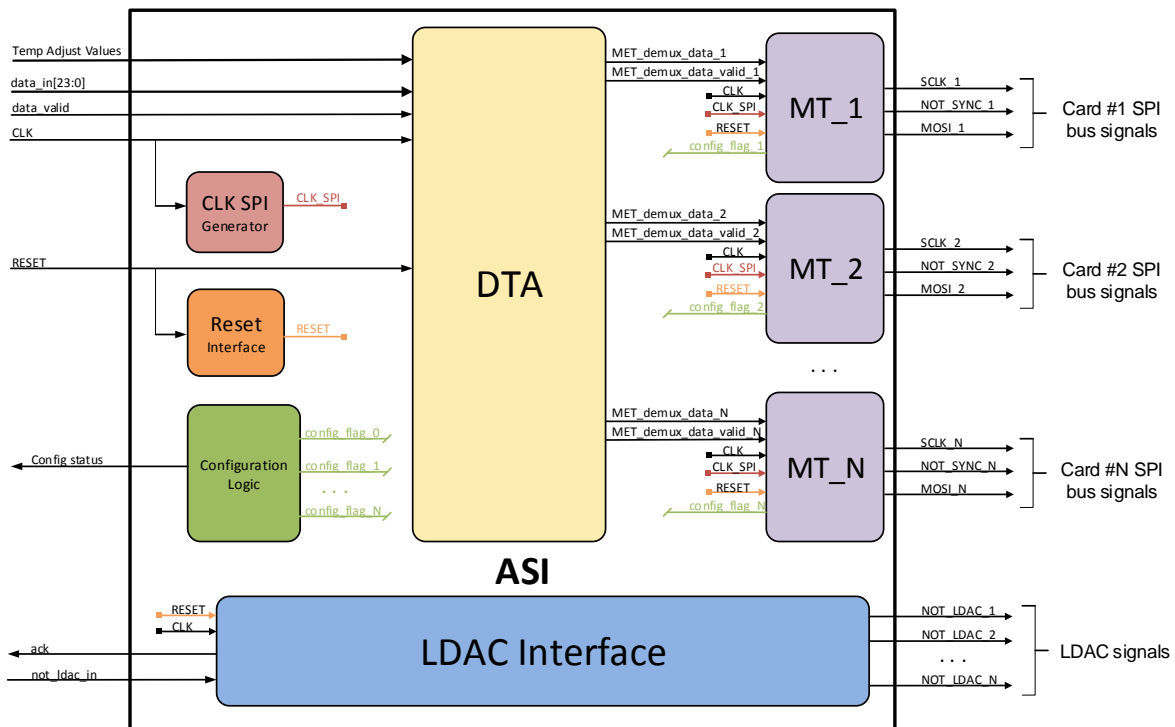 Temp Adjust Values
data_in[23:0]
data_valid
CLK
CLK SPI
Generator
CLK_SPI
RESET
Reset
Interface
RESET
Configuration
Logic
config_flag_0
config_flag_1
. . .
config_flag_N
Config status
DTA
MET_demux_data_1
MET_demux_data_valid_1
CLK
CLK_SPI
RESET
config_flag_1
MT_1
SCLK_1
NOT_SYNC_1
MOSI_1
Card #1 SPI
bus signals
MET_demux_data_2
MET_demux_data_valid_2
CLK
CLK_SPI
RESET
config_flag_2
MT_2
SCLK_2
NOT_SYNC_2
MOSI_2
Card #2 SPI
bus signals
. . .
MET_demux_data_N
MET_demux_data_valid_N
CLK
CLK_SPI
RESET
config_flag_N
MT_N
SCLK_N
NOT_SYNC_N
MOSI_N
Card #N SPI
bus signals
ASI
RESET
CLK
ack
not_ldac_in
LDAC Interface
NOT_LDAC_1
NOT_LDAC_2
. . .
NOT_LDAC_N
LDAC signals